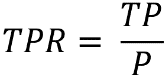 TPR = TP / P